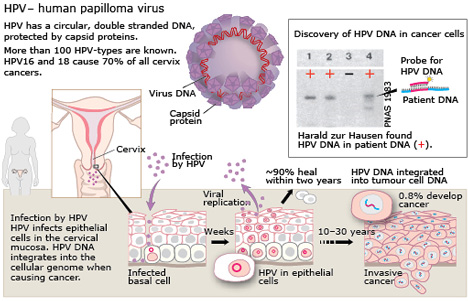 HPV– human papilloma virus
HPV has a circular, double stranded DNA,
protected by capsid proteins.
More than 100 HPV-types are known.
HPV16 and 18 cause 70% of all cervix
cancers.
Virus DNA
Capsid
protein
Discovery of HPV DNA in cancer cells
1 2 3 4
+ + – +
PNAS 1983
Probe for
HPV DNA
Patient DNA
Harald zur Hausen found
HPV DNA in patient DNA (+).
Cervix
Infection
by HPV
Viral
replication
~90% heal
within two years
HPV DNA integrated
into tumour cell DNA
0.8% develop
cancer
Infection by HPV
HPV infects epithelial
cells in the cervical
mucosa. HPV DNA
integrates into the
cellular genome when
causing cancer.
Weeks
10–30 years
Infected
basal cell
HPV in epithelial
cells
Invasive
cancer